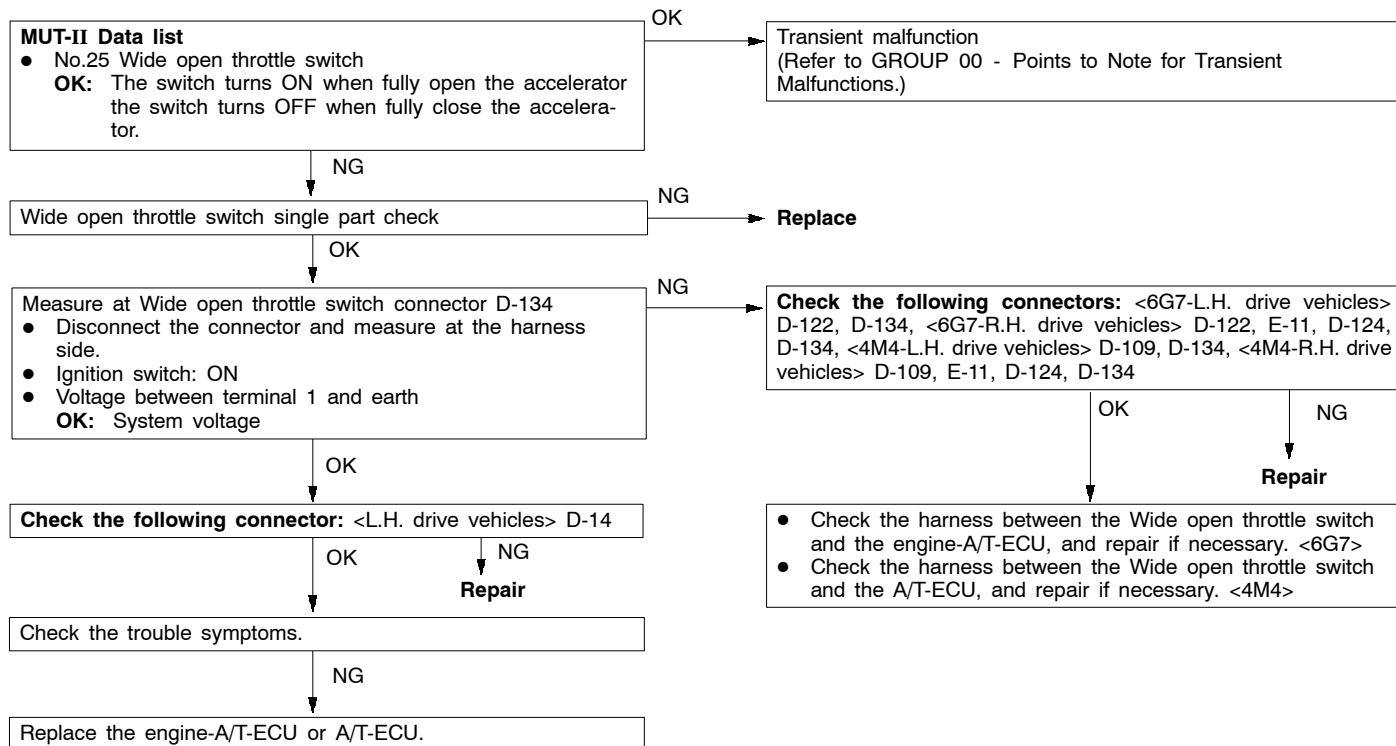 MUT-II Data list
● No.25 Wide open throttle switch
OK: The switch turns ON when fully open the accelerator
the switch turns OFF when fully close the accelera-
tor.
OK
Transient malfunction
(Refer to GROUP 00 - Points to Note for Transient
Malfunctions.)
NG
Wide open throttle switch single part check
NG
Replace
OK
Measure at Wide open throttle switch connector D-134
● Disconnect the connector and measure at the harness
side.
● Ignition switch: ON
● Voltage between terminal 1 and earth
OK: System voltage
NG
Check the following connectors: <6G7-L.H. drive vehicles>
D-122, D-134, <6G7-R.H. drive vehicles> D-122, E-11, D-124,
D-134, <4M4-L.H. drive vehicles> D-109, D-134, <4M4-R.H. drive
vehicles> D-109, E-11, D-124, D-134
OK
NG
Repair
● Check the harness between the Wide open throttle switch
and the engine-A/T-ECU, and repair if necessary. <6G7>
● Check the harness between the Wide open throttle switch
and the A/T-ECU, and repair if necessary. <4M4>
OK
Check the following connector: <L.H. drive vehicles> D-14
OK
NG
Repair
Check the trouble symptoms.
NG
Replace the engine-A/T-ECU or A/T-ECU.